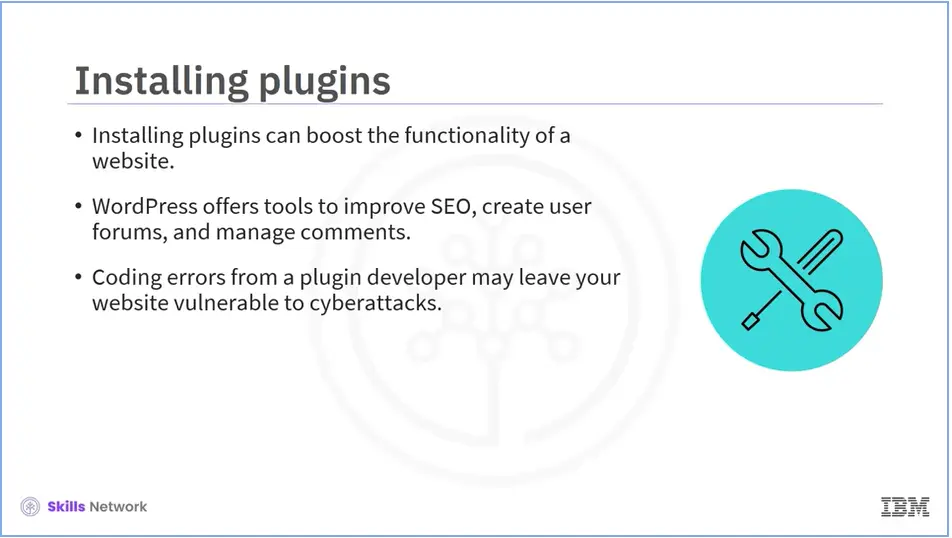 Installing plugins
• Installing plugins can boost the functionality of a
website.
• WordPress offers tools to improve SEO, create user
forums, and manage comments.
• Coding errors from a plugin developer may leave your
website vulnerable to cyberattacks.
Skills Network
IBM